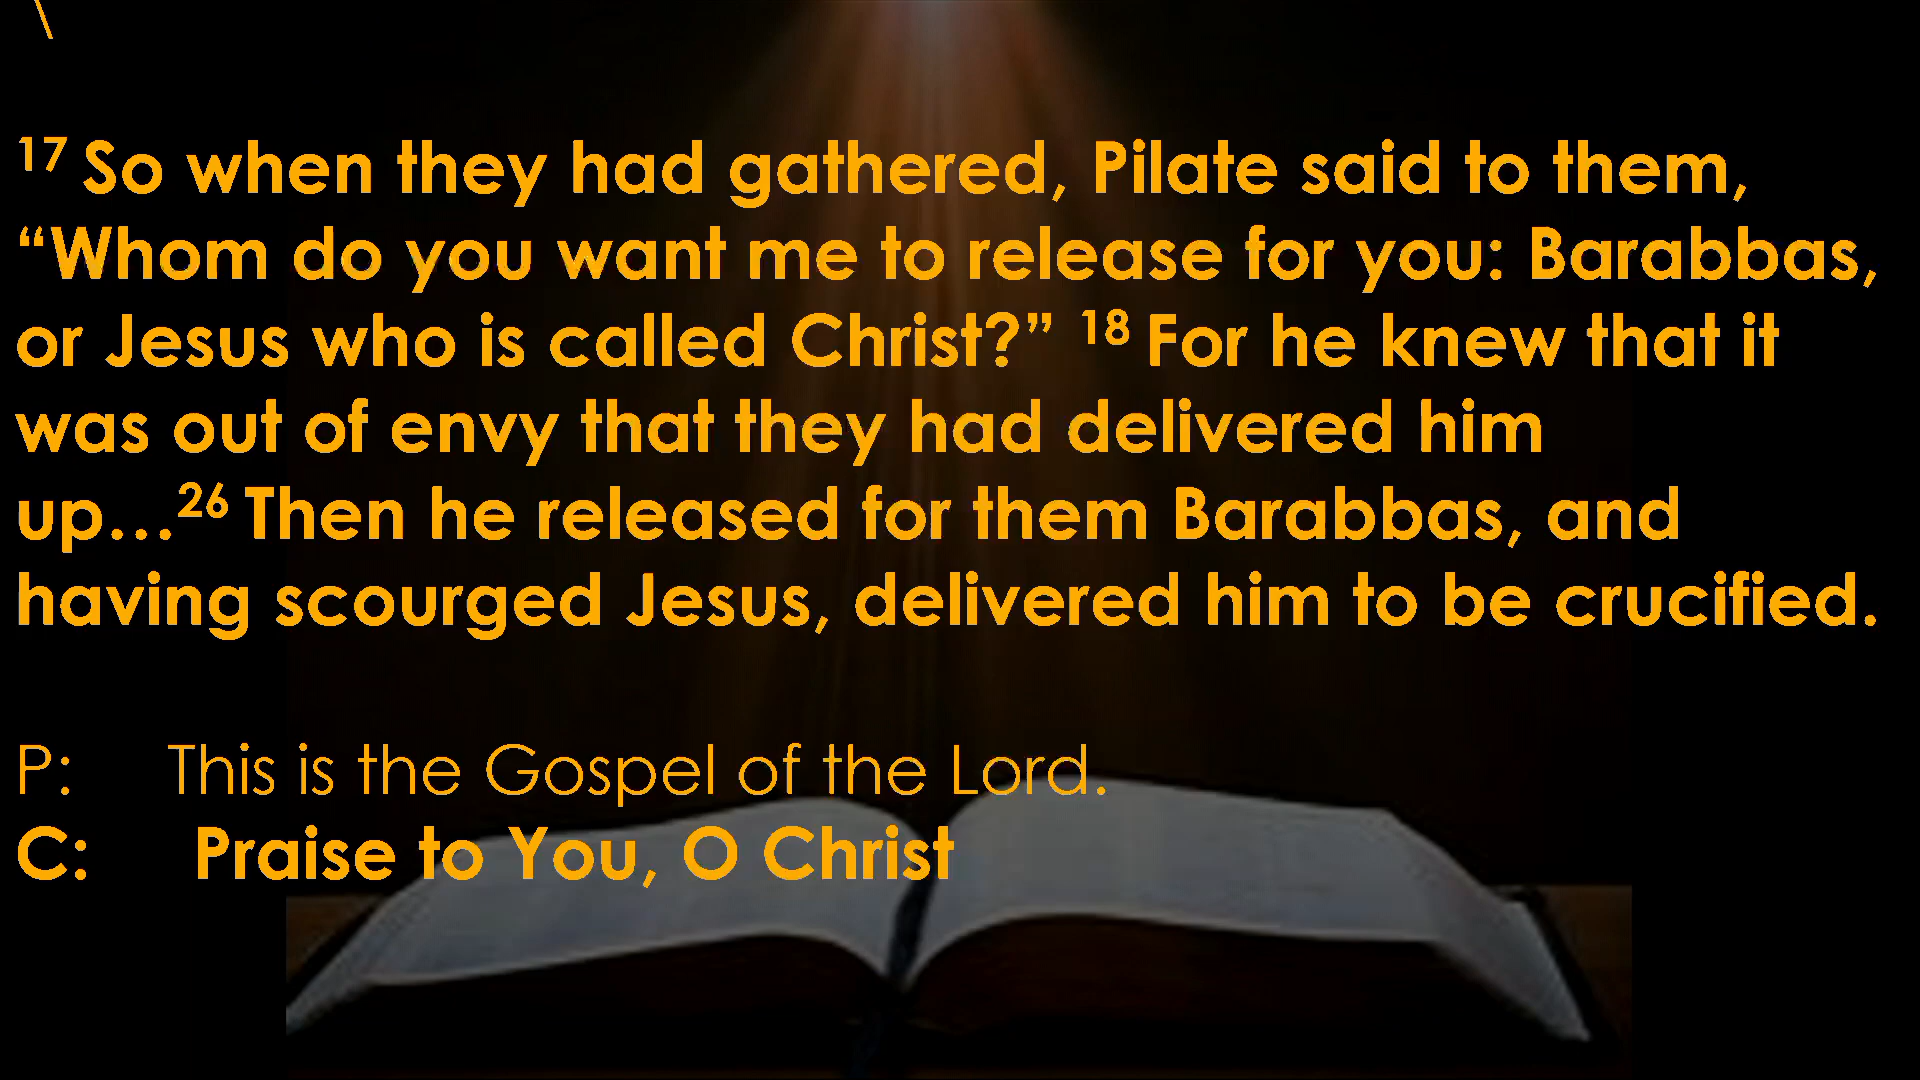 \
17 So when they had gathered, Pilate said to them,
“Whom do you want me to release for you: Barabbas,
or Jesus who is called Christ?” 18 For he knew that it
was out of envy that they had delivered him
up…26 Then he released for them Barabbas, and
having scourged Jesus, delivered him to be crucified.
P: This is the Gospel of the Lord.
C: Praise to You, O Christ